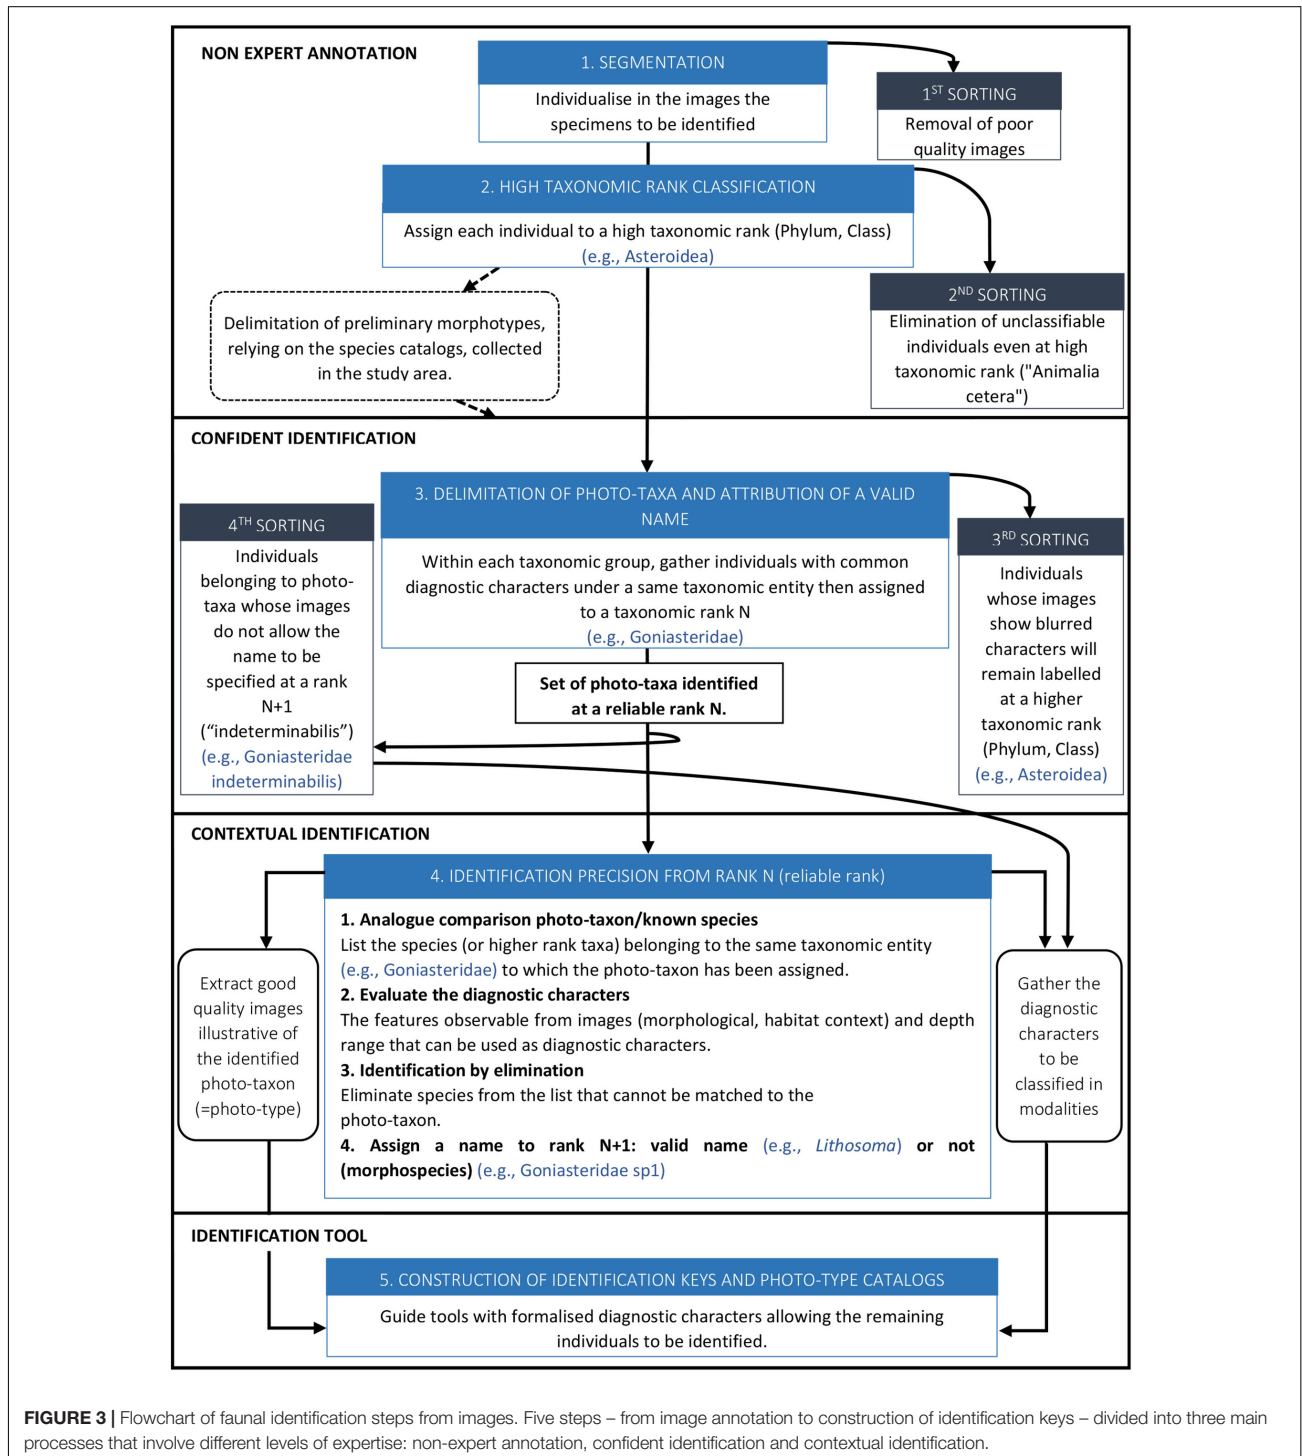 NON EXPERT ANNOTATION
1. SEGMENTATION
Individualise in the images the
specimens to be identified
1ST SORTING
Removal of poor
quality images
2. HIGH TAXONOMIC RANK CLASSIFICATION
Assign each individual to a high taxonomic rank (Phylum, Class)
(e.g., Asteroidea)
2ND SORTING
Elimination of unclassifiable
individuals even at high
taxonomic rank ("Animalia
cetera")
Delimitation of preliminary morphotypes,
relying on the species catalogs, collected
in the study area.
CONFIDENT IDENTIFICATION
3. DELIMITATION OF PHOTO-TAXA AND ATTRIBUTION OF A VALID
NAME
Within each taxonomic group, gather individuals with common
diagnostic characters under a same taxonomic entity then assigned
to a taxonomic rank N
(e.g., Goniasteridae)
Set of photo-taxa identified
at a reliable rank N.
4TH SORTING
Individuals
belonging to photo-
taxa whose images
do not allow the
name to be
specified at a rank
N+1
(“indeterminabilis”)
(e.g., Goniasteridae
indeterminabilis)
3RD SORTING
Individuals
whose images
show blurred
characters will
remain labelled
at a higher
taxonomic rank
(Phylum, Class)
(e.g., Asteroidea)
CONTEXTUAL IDENTIFICATION
4. IDENTIFICATION PRECISION FROM RANK N (reliable rank)
1. Analogue comparison photo-taxon/known species
List the species (or higher rank taxa) belonging to the same taxonomic entity
(e.g., Goniasteridae) to which the photo-taxon has been assigned.
2. Evaluate the diagnostic characters
The features observable from images (morphological, habitat context) and depth
range that can be used as diagnostic characters.
3. Identification by elimination
Eliminate species from the list that cannot be matched to the
photo-taxon.
4. Assign a name to rank N+1: valid name (e.g., Lithosoma) or not
(morphospecies) (e.g., Goniasteridae sp1)
Extract good
quality images
illustrative of
the identified
photo-taxon
(=photo-type)
Gather the
diagnostic
characters
to be
classified in
modalities
IDENTIFICATION TOOL
5. CONSTRUCTION OF IDENTIFICATION KEYS AND PHOTO-TYPE CATALOGS
Guide tools with formalised diagnostic characters allowing the remaining
individuals to be identified.
FIGURE 3 | Flowchart of faunal identification steps from images. Five steps – from image annotation to construction of identification keys – divided into three main
processes that involve different levels of expertise: non-expert annotation, confident identification and contextual identification.